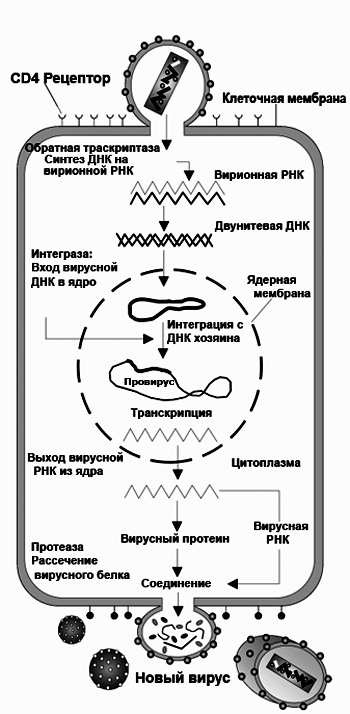 CD4 Рецептор
Клеточная мембрана
Обратная траскриптаза
Синтез ДНК на
вирионной РНК
Вирионная РНК
Двунитевая ДНК
Интеграза:
Вход вирусной
ДНК в ядро
Ядерная
мембрана
Интеграция с
ДНК хозяина
Провирус
Транскрипция
Выход вирусной
РНК из ядра
Цитоплазма
Вирусный протеин
Вирусная
РНК
Протеаза
Рассечение
вирусного белка
Соединение
Новый вирус